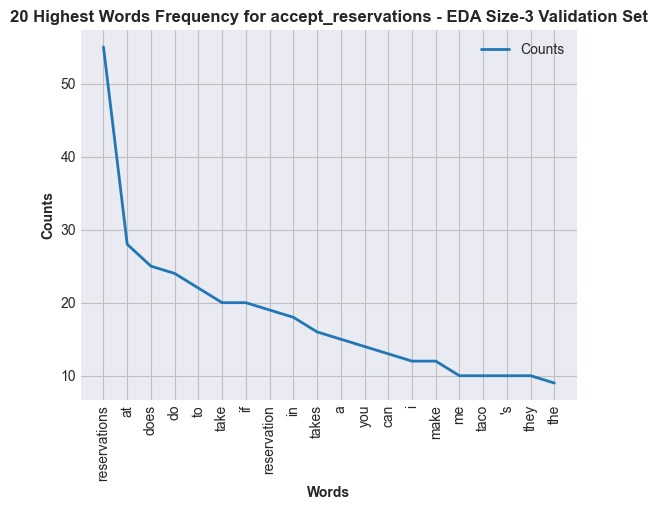 20 Highest Words Frequency for accept_reservations - EDA Size-3 Validation Set
Counts
50
40
30
20
10
Counts
reservations
at
does
do
to
take
if
reservation
in
takes
a
you
can
i
make
me
taco
's
they
the
Words